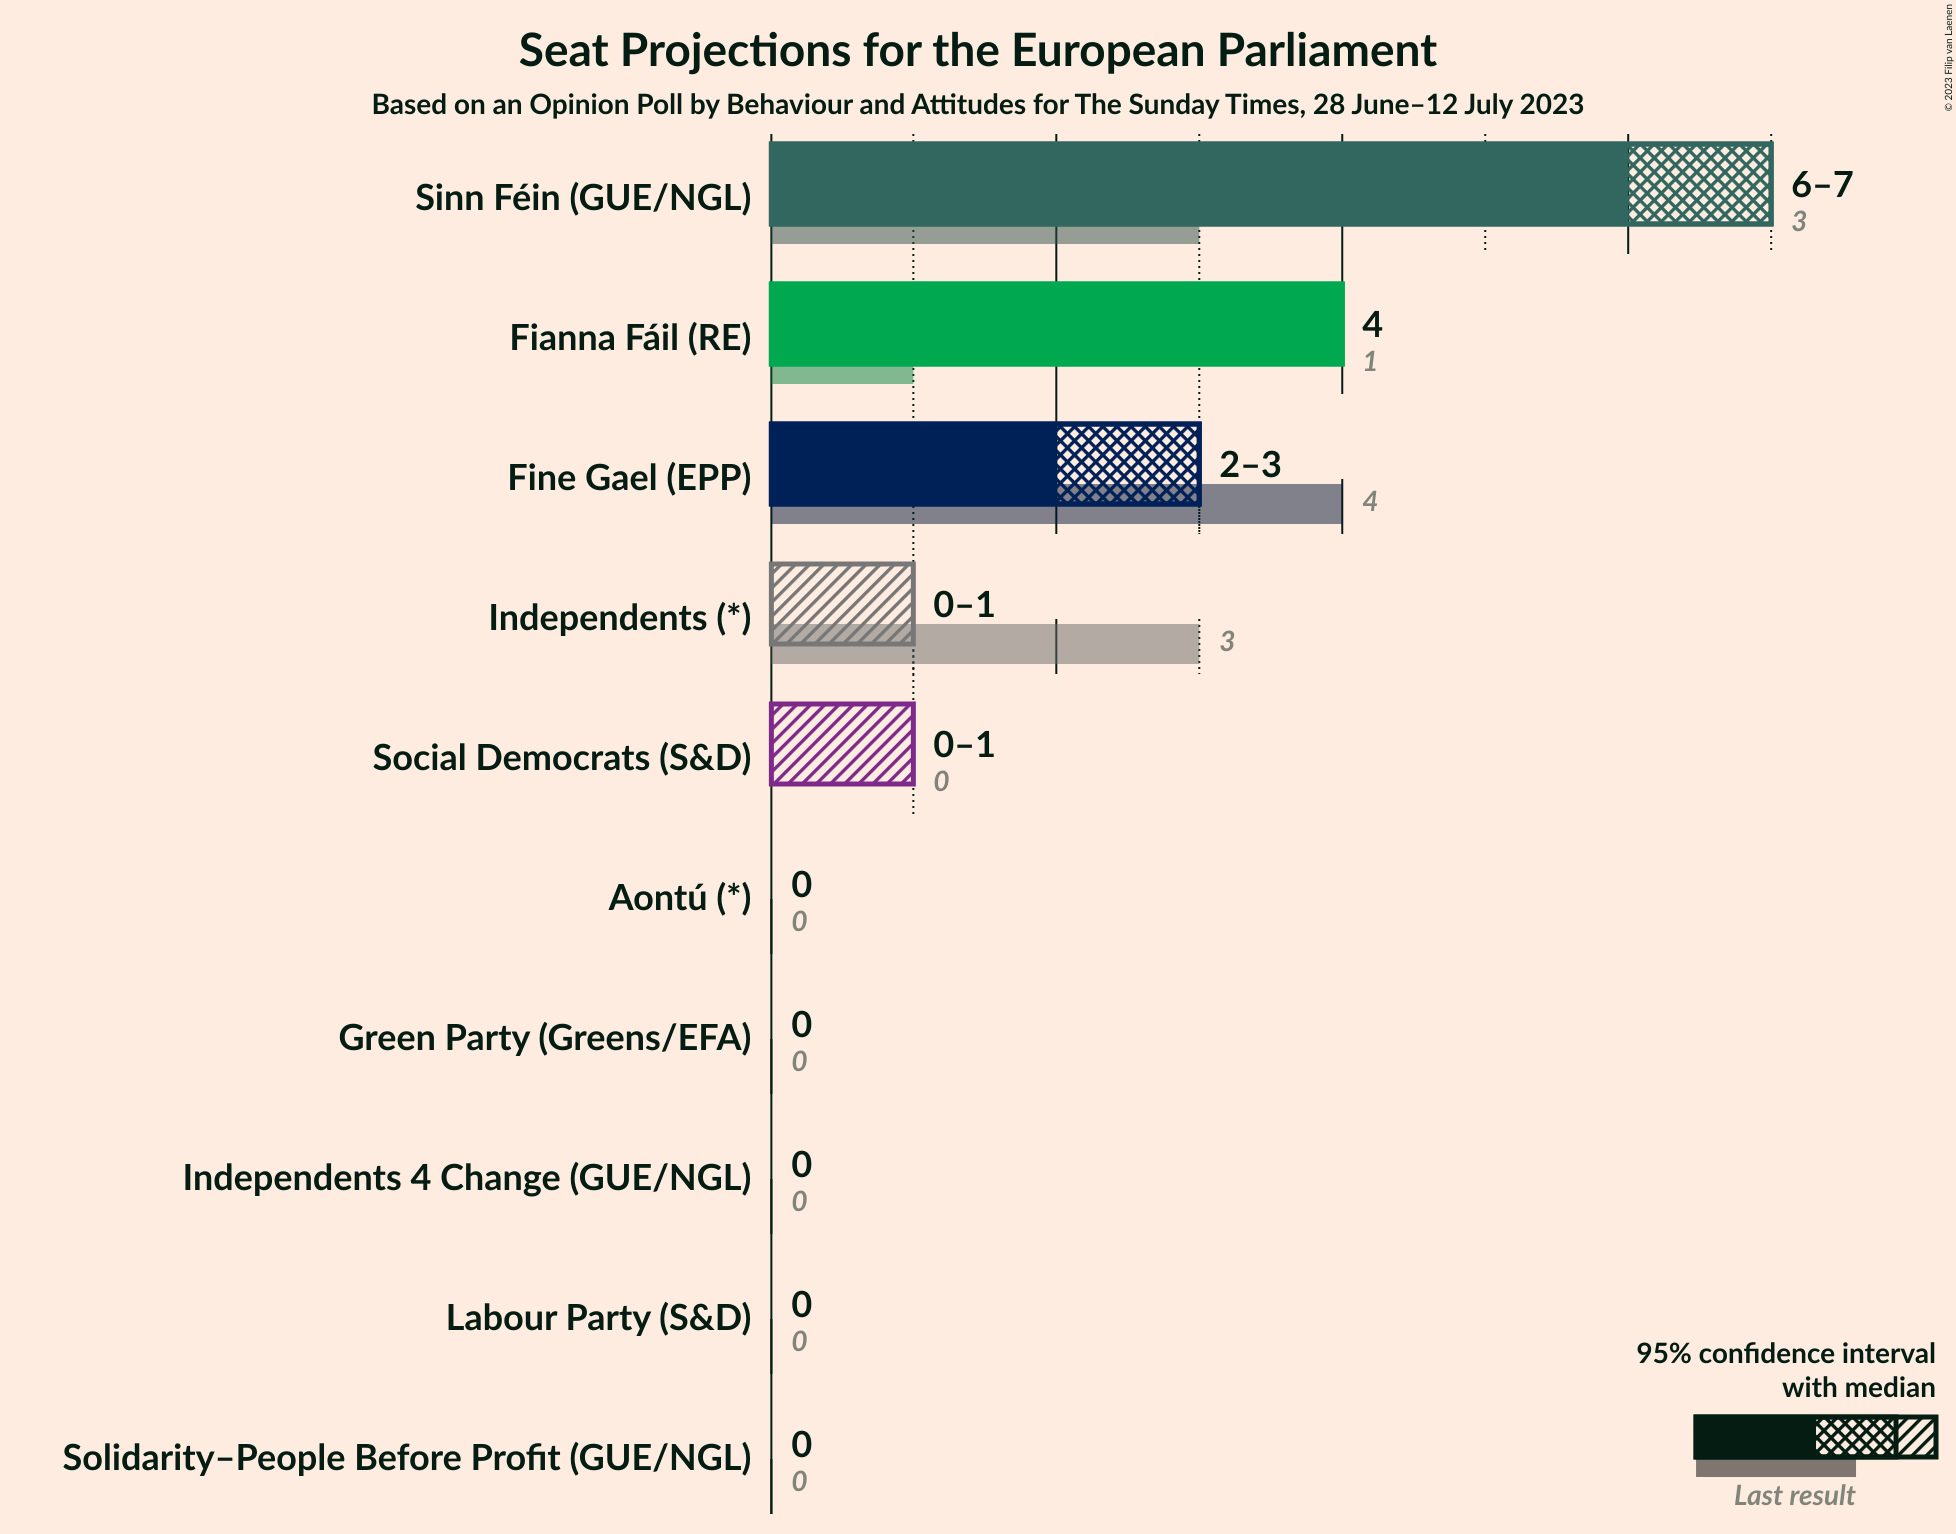 Seat Projections for the European Parliament
Based on an Opinion Poll by Behaviour and Attitudes for The Sunday Times, 28 June–12 July 2023
© 2023 Filip van Laenen
Sinn Féin (GUE/NGL)
6–7
3
Fianna Fáil (RE)
4
1
Fine Gael (EPP)
2–3
4
Independents (*)
0–1
3
Social Democrats (S&D)
0–1
0
Aontú (*)
0
0
Green Party (Greens/EFA)
0
0
Independents 4 Change (GUE/NGL)
0
0
Labour Party (S&D)
0
0
Solidarity–People Before Profit (GUE/NGL)
0
0
95% confidence interval
with median
Last result